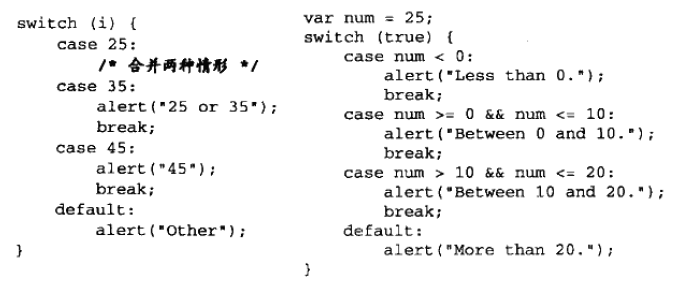 switch (i) {
    case 25:
        /* 合并两种情形 */
    case 35:
        alert("25 or 35");
        break;
    case 45:
        alert("45");
        break;
    default:
        alert("Other");
}
var num = 25;
switch (true) {
    case num < 0:
        alert("Less than 0.");
        break;
    case num >= 0 && num <= 10:
        alert("Between 0 and 10.");
        break;
    case num > 10 && num <= 20:
        alert("Between 10 and 20.");
        break;
    default:
        alert("More than 20.");
}